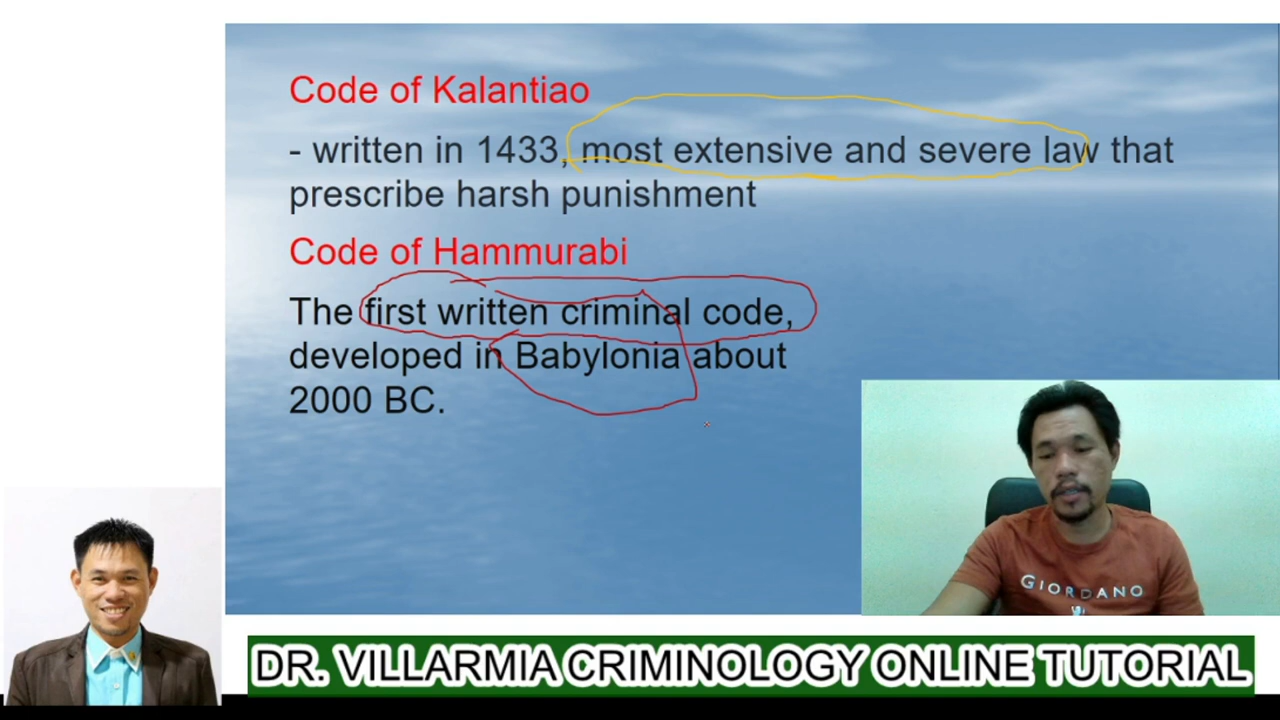 Code of Kalantiao
- written in 1433, most extensive and severe law that
prescribe harsh punishment
Code of Hammurabi
The first written criminal code,
developed in Babylonia about
2000 BC.
GIORDANO
DR. VILLARMIA CRIMINOLOGY ONLINE TUTORIAL